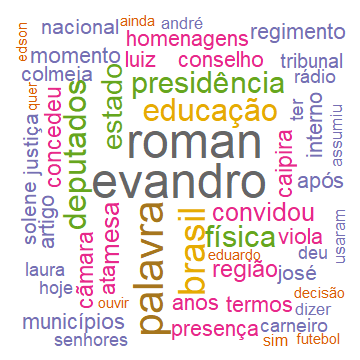 ainda
andré
nacional
regimento
edson
homenagens
momento
luiz
conselho
tribunal
colmeia
presidência
rádio
quer
estado
educação
ter
interno
assumiu
solene
justiça
concedeu
deputados
roman
caipira
artigo
evandro
após
câmara
atamesa
palavra
brasil
convidou
física
viola
usaram
laura
eduardo
deu
região
josé
hoje
ouvir
anos
termos
decisão
dizer
municípios
presença
carneiro
senhores
sim
futebol